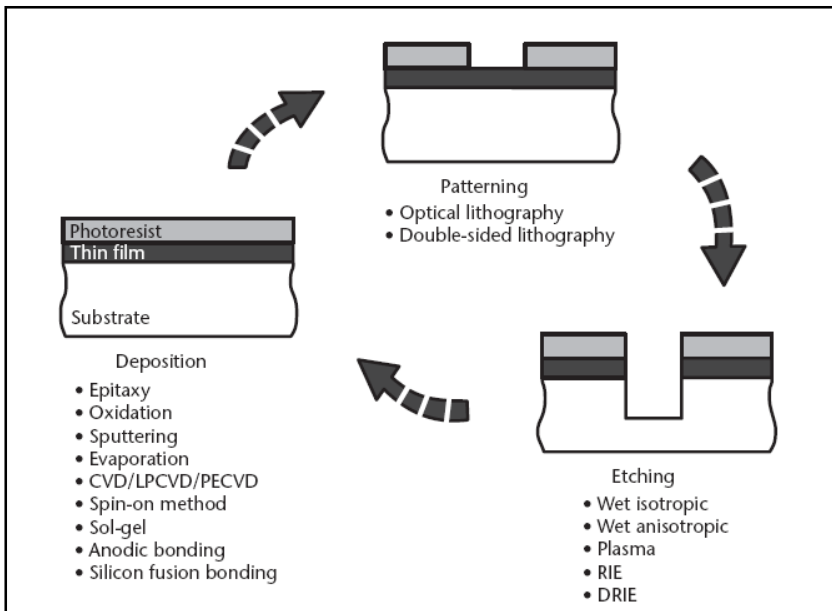 Patterning
• Optical lithography
• Double-sided lithography
Photoresist
Thin film
Substrate
Deposition
• Epitaxy
• Oxidation
• Sputtering
• Evaporation
• CVD/LPCVD/PECVD
• Spin-on method
• Sol-gel
• Anodic bonding
• Silicon fusion bonding
Etching
• Wet isotropic
• Wet anisotropic
• Plasma
• RIE
• DRIE